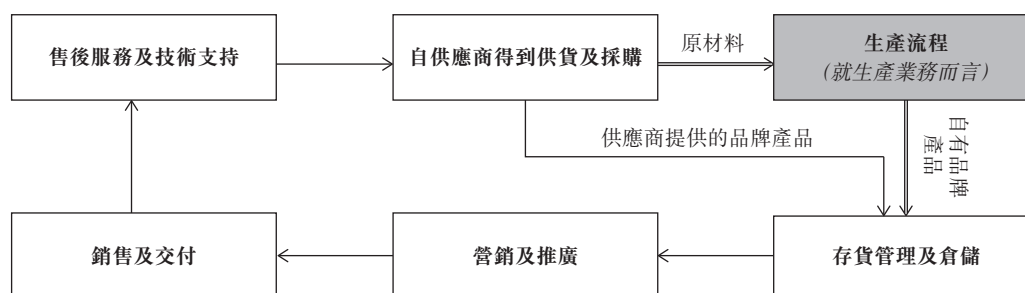 售後服務及技術支持
自供應商得到供貨及採購
原材料
生產流程
(就生產業務而言)
供應商提供的品牌產品
自有品牌
產品
銷售及交付
營銷及推廣
存貨管理及倉儲